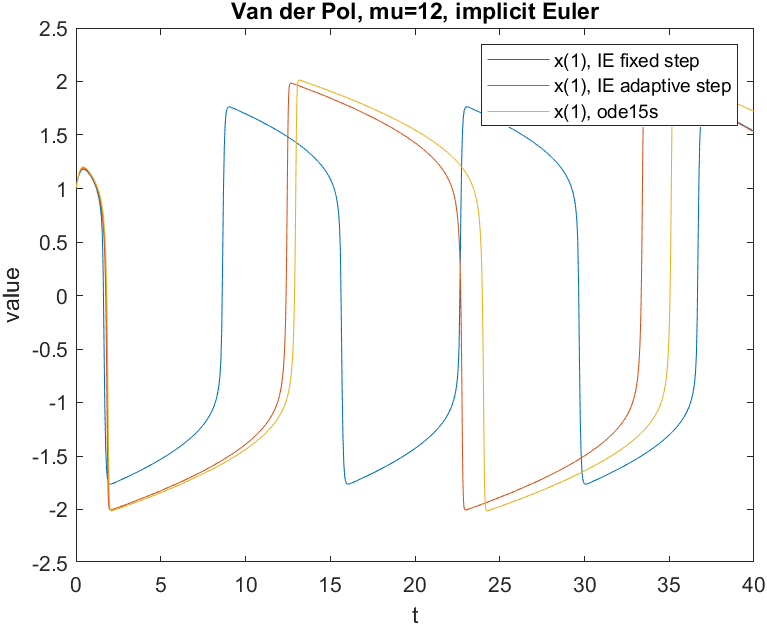 Van der Pol, mu=12, implicit Euler
x(1), IE fixed step
x(1), IE adaptive step
x(1), ode15s
value
2.5
2
1.5
1
0.5
0
-0.5
-1
-1.5
-2
-2.5
0 5 10 15 20 25 30 35 40
t